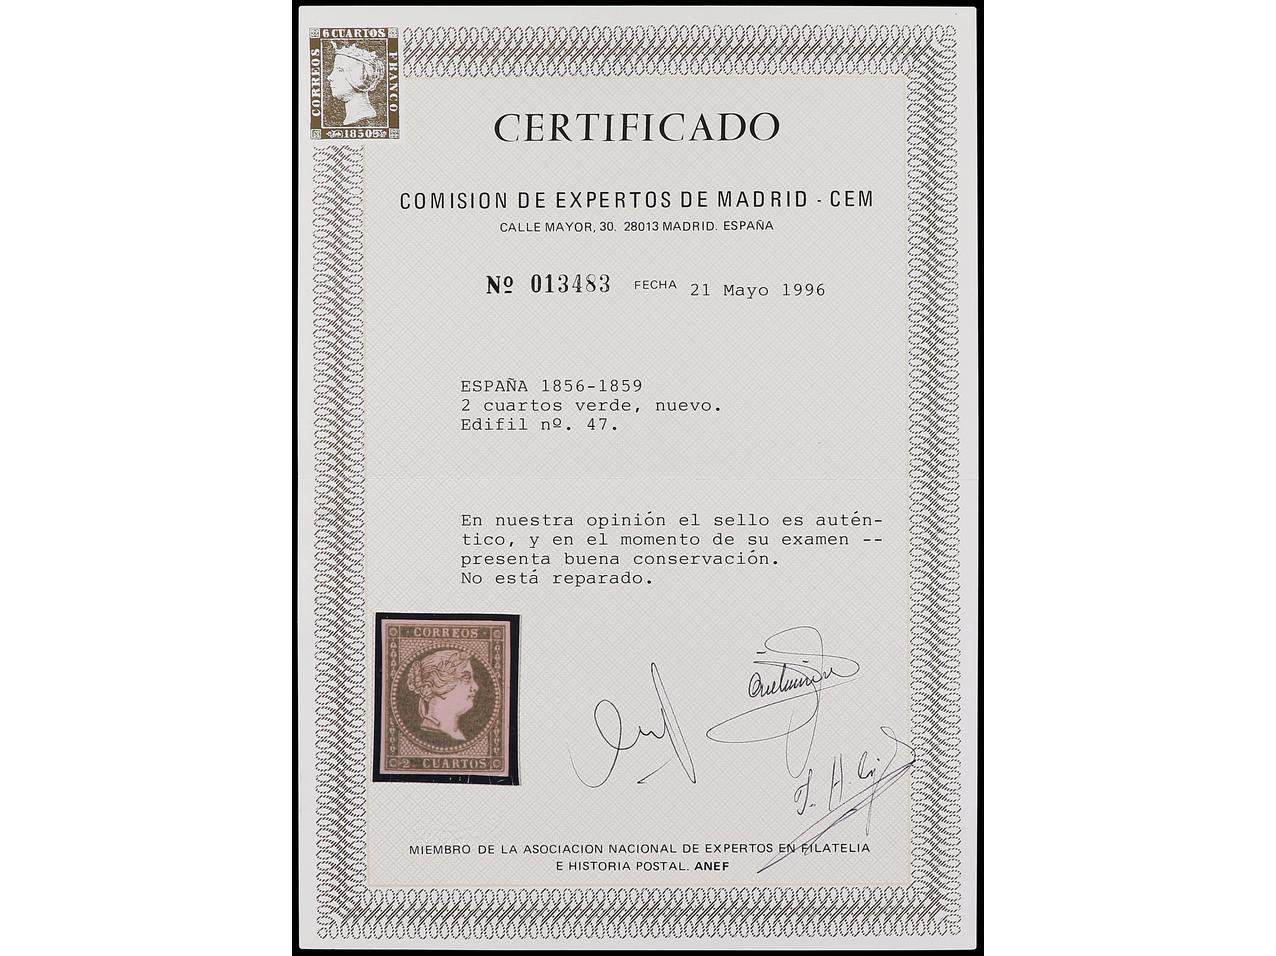 6 CUARTOS
CORREOS
FRANCO
1850
CERTIFICADO
COMISION DE EXPERTOS DE MADRID - CEM
CALLE MAYOR, 30. 28013 MADRID. ESPAÑA
Nº 013483 FECHA 21 Mayo 1996
ESPAÑA 1856-1859
2 cuartos verde, nuevo.
Edifil nº. 47.
En nuestra opinión el sello es autén-
tico, y en el momento de su examen --
presenta buena conservación.
No está reparado.
CORREOS
2 CUARTOS
MIEMBRO DE LA ASOCIACION NACIONAL DE EXPERTOS EN FILATELIA
E HISTORIA POSTAL. ANEF